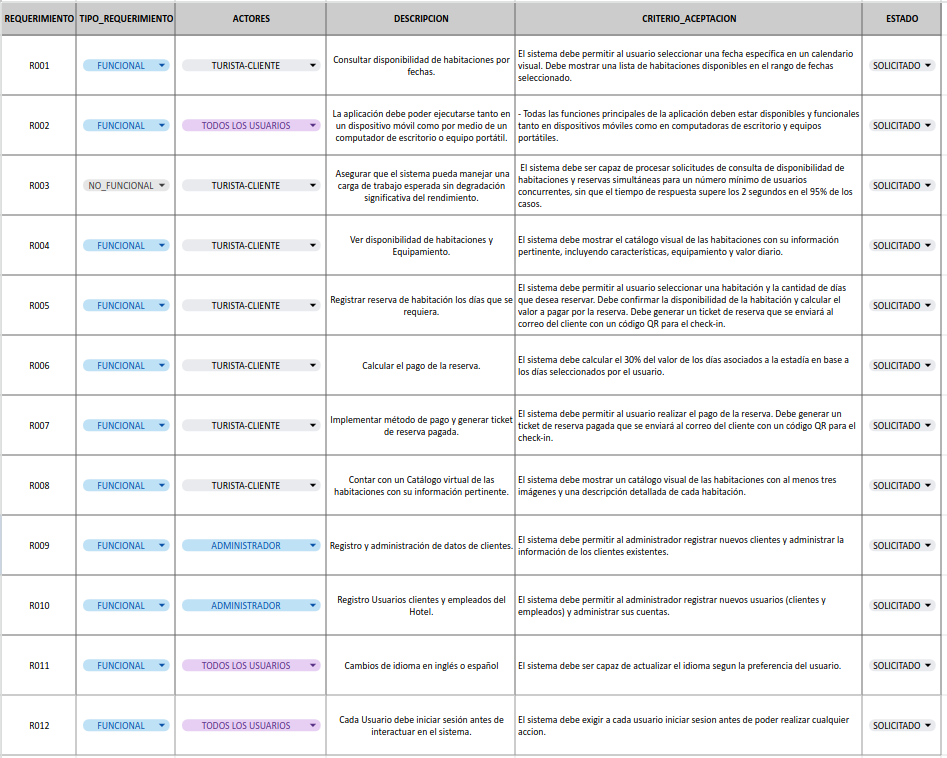 REQUERIMIENTO TIPO_REQUERIMIENTO ACTORES DESCRIPCION CRITERIO_ACEPTACION ESTADO
R001 FUNCIONAL TURISTA-CLIENTE
Consultar disponibilidad de habitaciones por
fechas.
El sistema debe permitir al usuario seleccionar una fecha específica en un calendario
visual. Debe mostrar una lista de habitaciones disponibles en el rango de fechas
seleccionado.
SOLICITADO
R002 FUNCIONAL TODOS LOS USUARIOS
La aplicación debe poder ejecutarse tanto en
un dispositivo móvil como por medio de un
computador de escritorio o equipo portátil.
- Todas las funciones principales de la aplicación deben estar disponibles y funcionales
tanto en dispositivos móviles como en computadoras de escritorio y equipos
portátiles.
SOLICITADO
R003 NO_FUNCIONAL TURISTA-CLIENTE
Asegurar que el sistema pueda manejar una
carga de trabajo esperada sin degradación
significativa del rendimiento.
El sistema debe ser capaz de procesar solicitudes de consulta de disponibilidad de
habitaciones y reservas simultáneas para un número mínimo de usuarios
concurrentes, sin que el tiempo de respuesta supere los 2 segundos en el 95% de los
casos.
SOLICITADO
R004 FUNCIONAL TURISTA-CLIENTE
Ver disponibilidad de habitaciones y
Equipamiento.
El sistema debe mostrar el catálogo visual de las habitaciones con su información
pertinente, incluyendo características, equipamiento y valor diario.
SOLICITADO
R005 FUNCIONAL TURISTA-CLIENTE
Registrar reserva de habitación los días que se
requiera.
El sistema debe permitir al usuario seleccionar una habitación y la cantidad de días
que desea reservar. Debe confirmar la disponibilidad de la habitación y calcular el
valor a pagar por la reserva. Debe generar un ticket de reserva que se enviará al
correo del cliente con un código QR para el check-in.
SOLICITADO
R006 FUNCIONAL TURISTA-CLIENTE
Calcular el pago de la reserva.
El sistema debe calcular el 30% del valor de los días asociados a la estadía en base a
los días seleccionados por el usuario.
SOLICITADO
R007 FUNCIONAL TURISTA-CLIENTE
Implementar método de pago y generar ticket
de reserva pagada.
El sistema debe permitir al usuario realizar el pago de la reserva. Debe generar un
ticket de reserva pagada que se enviará al correo del cliente con un código QR para el
check-in.
SOLICITADO
R008 FUNCIONAL TURISTA-CLIENTE
Contar con un Catálogo virtual de las
habitaciones con su información pertinente.
El sistema debe mostrar un catálogo visual de las habitaciones con al menos tres
imágenes y una descripción detallada de cada habitación.
SOLICITADO
R009 FUNCIONAL ADMINISTRADOR
Registro y administración de datos de clientes.
El sistema debe permitir al administrador registrar nuevos clientes y administrar la
información de los clientes existentes.
SOLICITADO
R010 FUNCIONAL ADMINISTRADOR
Registro Usuarios clientes y empleados del
Hotel.
El sistema debe permitir al administrador registrar nuevos usuarios (clientes y
empleados) y administrar sus cuentas.
SOLICITADO
R011 FUNCIONAL TODOS LOS USUARIOS
Cambios de idioma en inglés o español
El sistema debe ser capaz de actualizar el idioma segun la preferencia del usuario.
SOLICITADO
R012 FUNCIONAL TODOS LOS USUARIOS
Cada Usuario debe iniciar sesión antes de
interactuar en el sistema.
El sistema debe exigir a cada usuario iniciar sesion antes de poder realizar cualquier
accion.
SOLICITADO